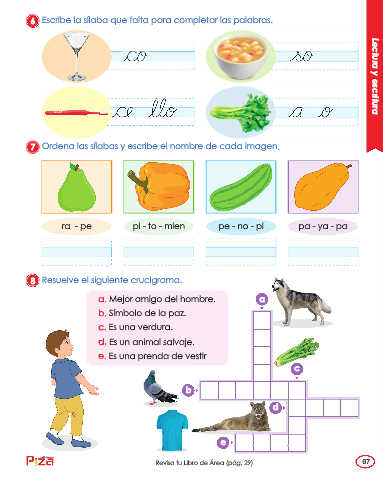 6 Escribe la sílaba que falta para completar las palabras.
co
so
ce llo
a o
Lectura y escritura
7 Ordena las sílabas y escribe el nombre de cada imagen.
ra - pe
pi - to - mien
pe - no - pi
pa - ya - pa
8 Resuelve el siguiente crucigrama.
a. Mejor amigo del hombre.
b. Símbolo de la paz.
c. Es una verdura.
d. Es un animal salvaje.
e. Es una prenda de vestir
a
c
b
d
e
Piza
Revisa tu Libro de Área (pág. 29)
67